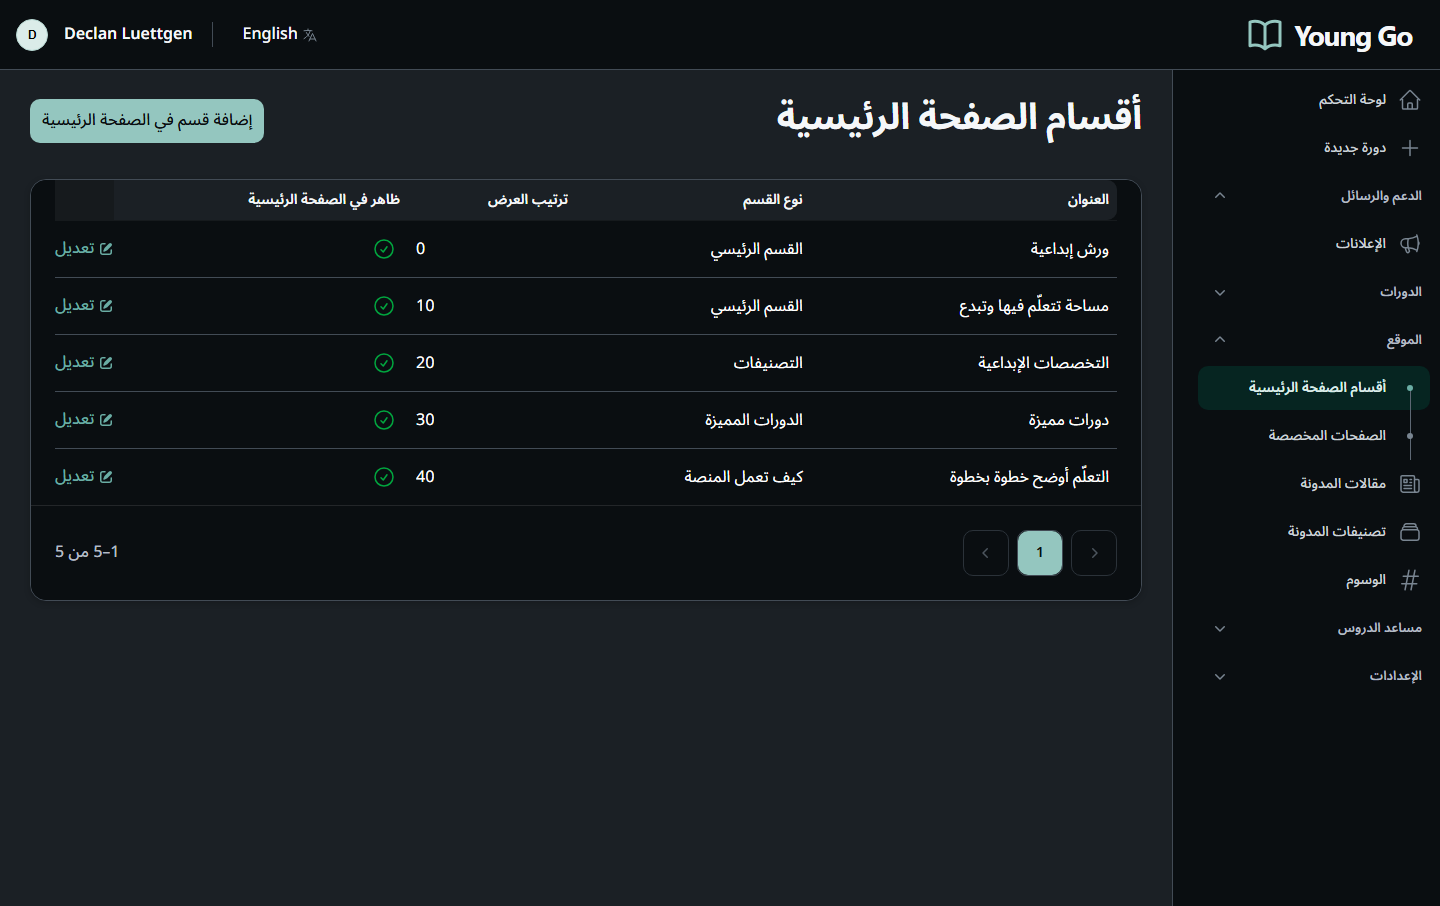 Young Go
English
Declan Luettgen
D
لوحة التحكم
دورة جديدة
الدعم والرسائل
الإعلانات
الدورات
الموقع
أقسام الصفحة الرئيسية
الصفحات المخصصة
مقالات المدونة
تصنيفات المدونة
الوسوم
مساعد الدروس
الإعدادات
أقسام الصفحة الرئيسية
إضافة قسم في الصفحة الرئيسية
العنوان نوع القسم ترتيب العرض ظاهر في الصفحة الرئيسية
ورش إبداعية القسم الرئيسي 0 تعديل
مساحة تتعلّم فيها وتبدع القسم الرئيسي 10 تعديل
التخصصات الإبداعية التصنيفات 20 تعديل
دورات مميزة الدورات المميزة 30 تعديل
التعلّم أوضح خطوة بخطوة كيف تعمل المنصة 40 تعديل
1
1–5 من 5